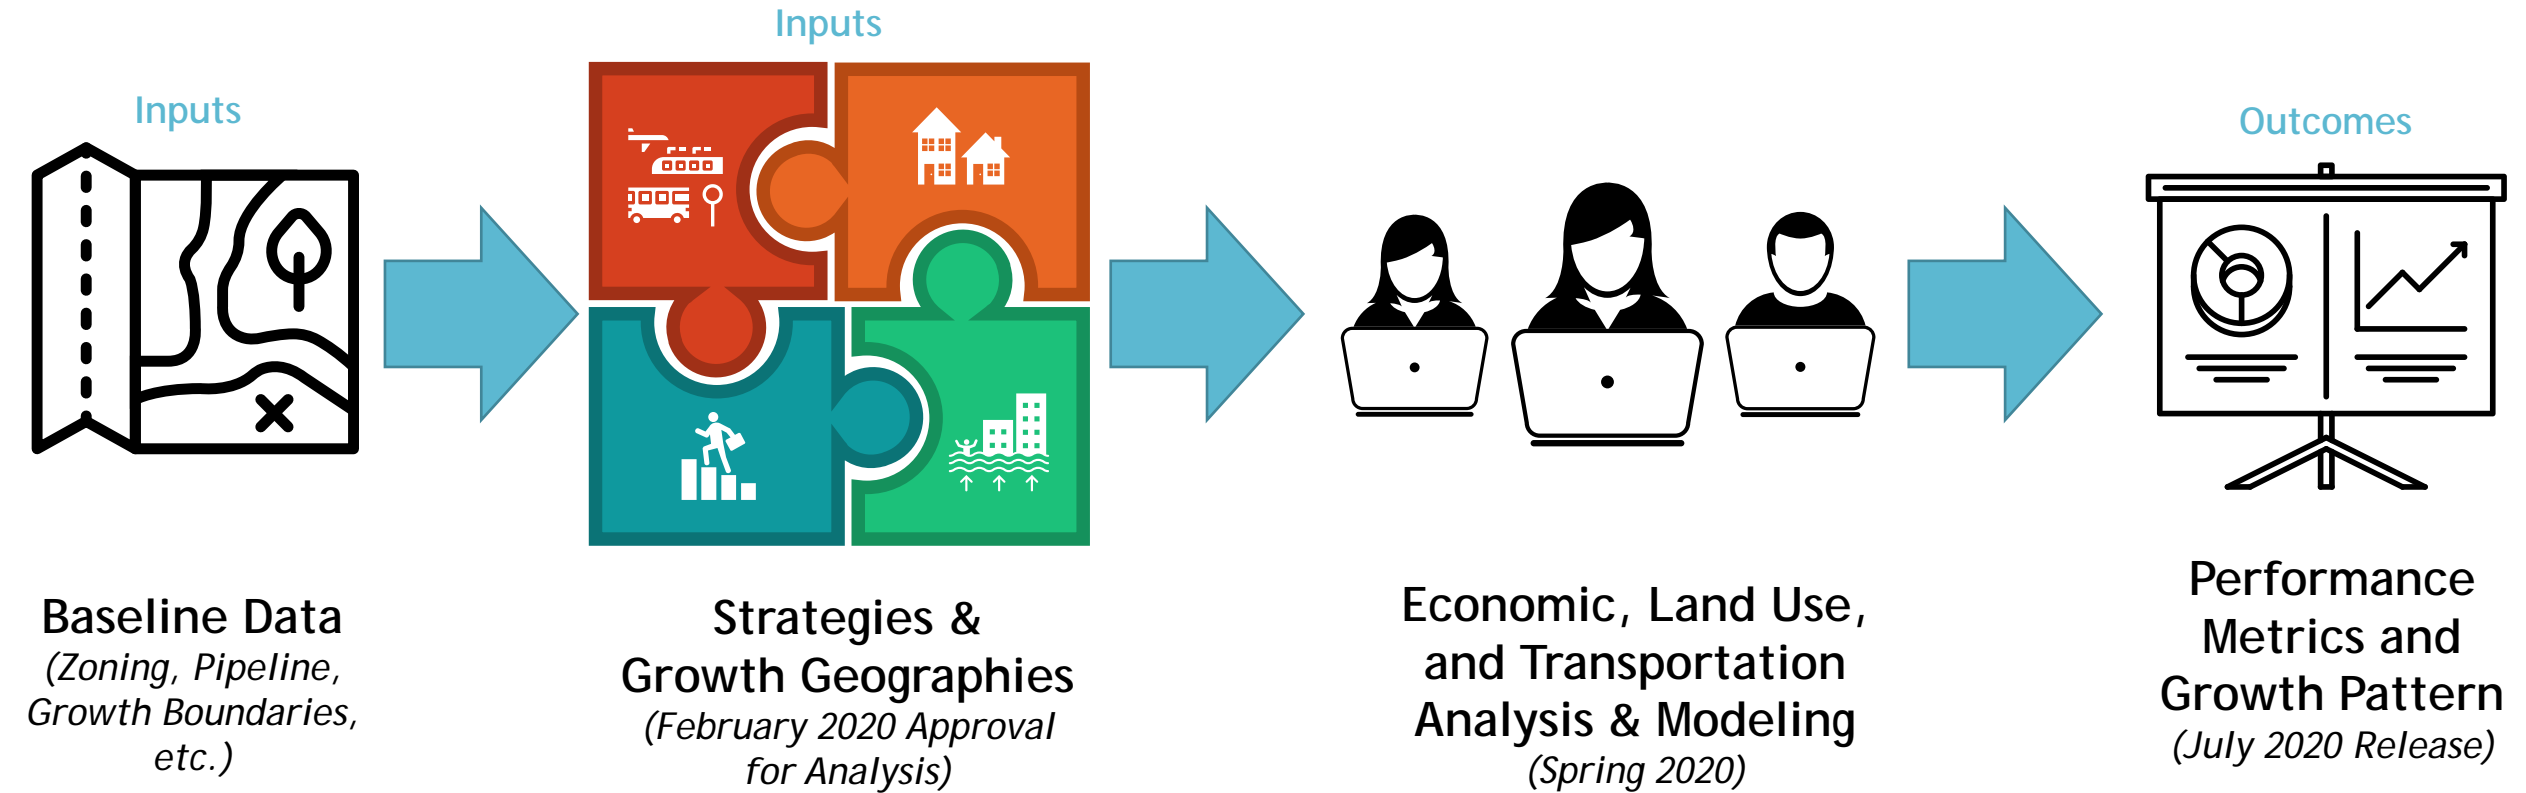 Inputs
Baseline Data
(Zoning, Pipeline,
Growth Boundaries,
etc.)
Inputs
Strategies &
Growth Geographies
(February 2020 Approval
for Analysis)
Economic, Land Use,
and Transportation
Analysis & Modeling
(Spring 2020)
Outcomes
Performance
Metrics and
Growth Pattern
(July 2020 Release)